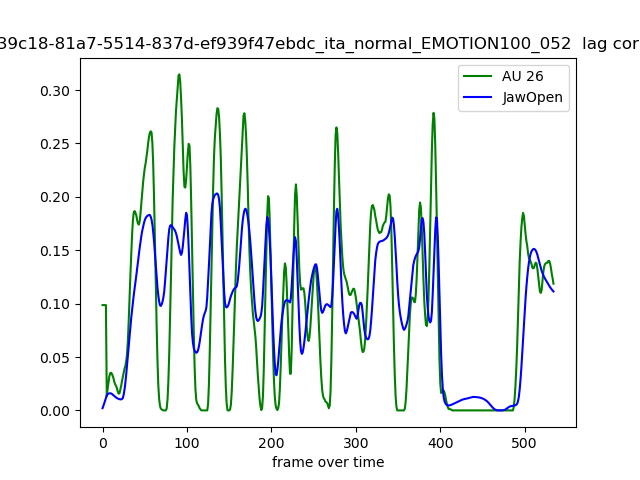 39c18-81a7-5514-837d-ef939f47ebdc_ita_normal_EMOTION100_052 lag cor
AU 26
JawOpen
0.30
0.25
0.20
0.15
0.10
0.05
0.00
0 100 200 300 400 500
frame over time